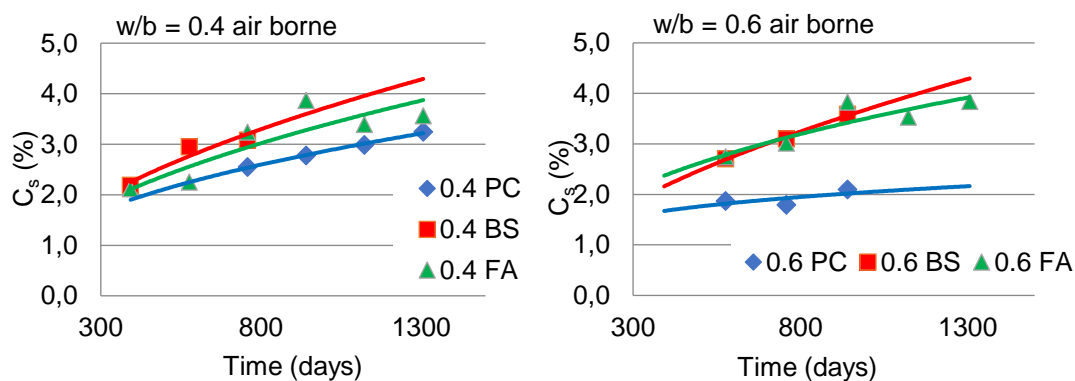 w/b = 0.4 air borne
5,0
4,0
3,0
2,0
1,0
0,0
Cs (%)
300 800 1300
Time (days)
0.4 PC
0.4 BS
0.4 FA
w/b = 0.6 air borne
5,0
4,0
3,0
2,0
1,0
0,0
Cs (%)
300 800 1300
Time (days)
0.6 PC 0.6 BS 0.6 FA